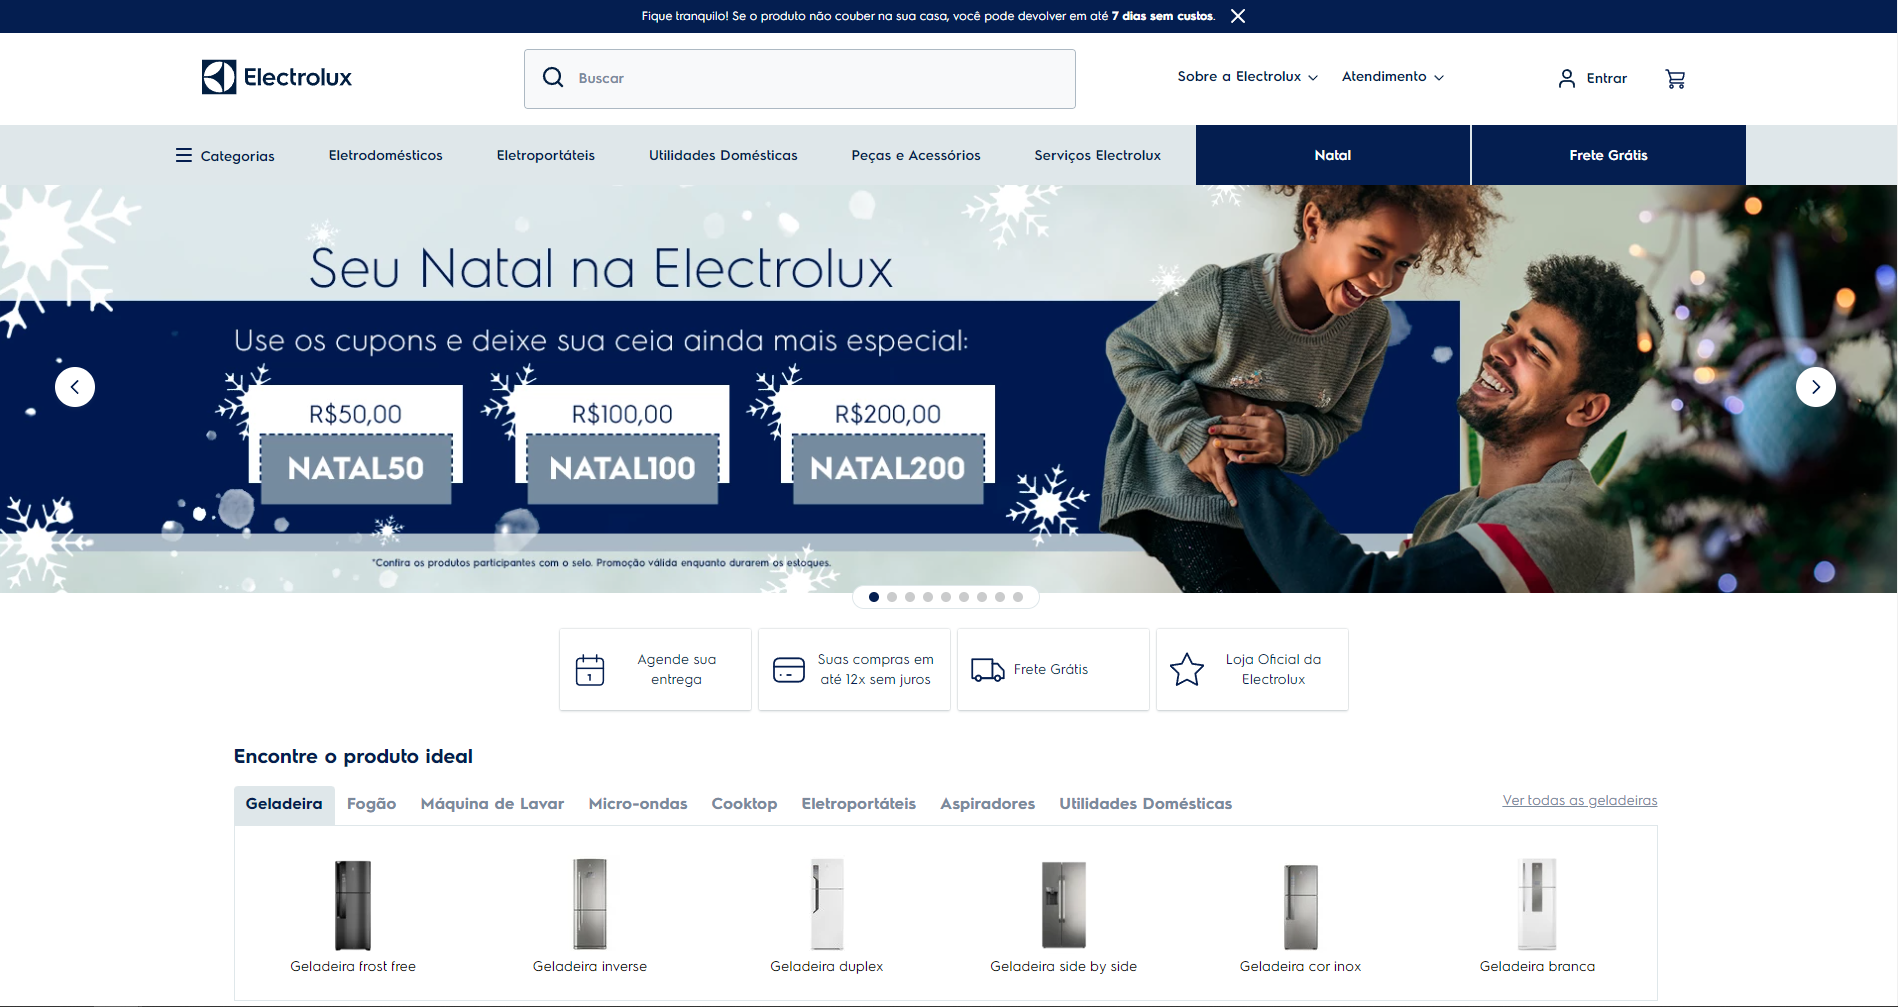 Fique tranquilo! Se o produto não couber na sua casa, você pode devolver em até 7 dias sem custos.
Electrolux
Buscar
Sobre a Electrolux
Atendimento
Entrar
Categorias
Eletrodomésticos
Eletroportáteis
Utilidades Domésticas
Peças e Acessórios
Serviços Electrolux
Natal
Frete Grátis
Seu Natal na Electrolux
Use os cupons e deixe sua ceia ainda mais especial:
R$50,00
NATAL50
R$100,00
NATAL100
R$200,00
NATAL200
*Confira os produtos participantes com o selo. Promoção válida enquanto durarem os estoques.
1
Agende sua
entrega
Suas compras em
até 12x sem juros
Frete Grátis
Loja Oficial da
Electrolux
Encontre o produto ideal
Geladeira
Fogão
Máquina de Lavar
Micro-ondas
Cooktop
Eletroportáteis
Aspiradores
Utilidades Domésticas
Ver todas as geladeiras
Geladeira frost free
Geladeira inverse
Geladeira duplex
Geladeira side by side
Geladeira cor inox
Geladeira branca